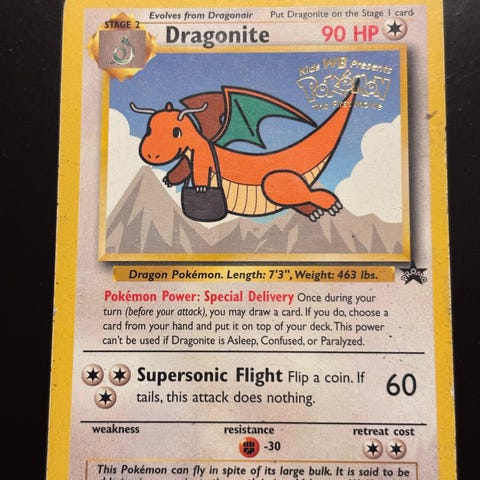 Evolves from Dragonair Put Dragonite on the Stage 1 card
STAGE 2
Dragonite 90 HP
Kids WB Presents
Pokémon
The First Movie
Dragon Pokémon. Length: 7'3", Weight: 463 lbs.
PROMO
Pokémon Power: Special Delivery Once during your
turn (before your attack), you may draw a card. If you do, choose a
card from your hand and put it on top of your deck. This power
can't be used if Dragonite is Asleep, Confused, or Paralyzed.
Supersonic Flight Flip a coin. If
tails, this attack does nothing.
60
weakness resistance retreat cost
-30
This Pokémon can fly in spite of its large bulk. It is said to be